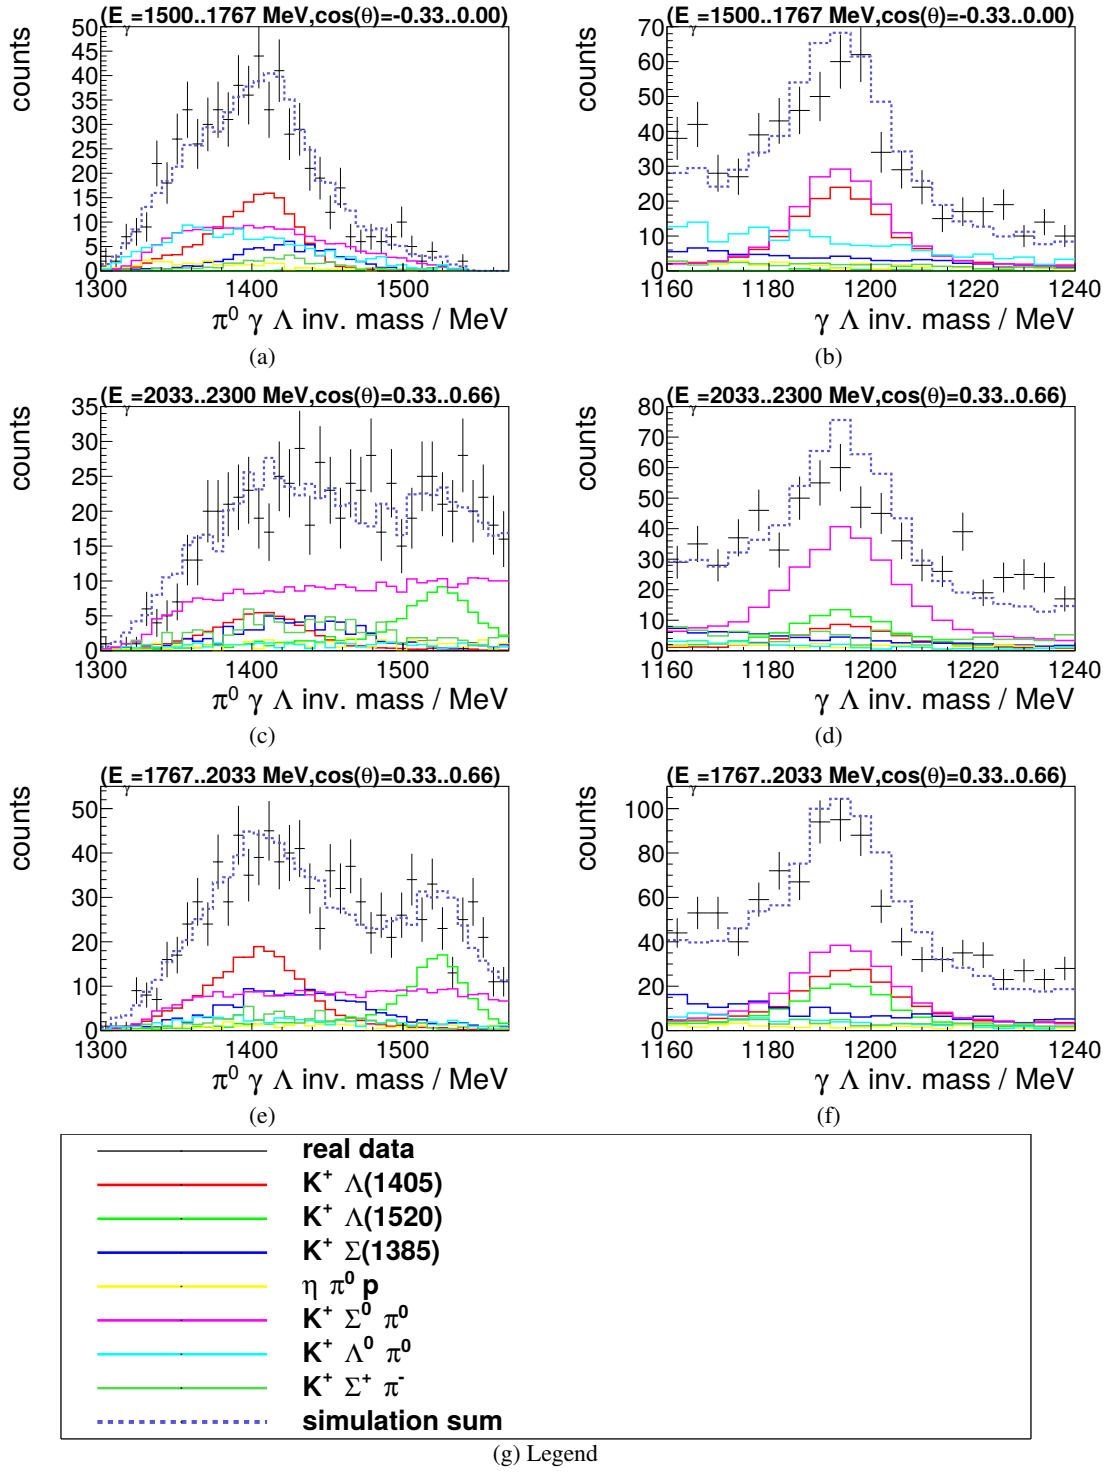 (Eγ=1500..1767 MeV,cos(θ)=-0.33..0.00)
counts
50
45
40
35
30
25
20
15
10
5
0
1300 1400 1500
π⁰ γ Λ inv. mass / MeV
(a)
(Eγ=1500..1767 MeV,cos(θ)=-0.33..0.00)
counts
70
60
50
40
30
20
10
0
1160 1180 1200 1220 1240
γ Λ inv. mass / MeV
(b)
(Eγ=2033..2300 MeV,cos(θ)=0.33..0.66)
counts
35
30
25
20
15
10
5
0
1300 1400 1500
π⁰ γ Λ inv. mass / MeV
(c)
(Eγ=2033..2300 MeV,cos(θ)=0.33..0.66)
counts
80
70
60
50
40
30
20
10
0
1160 1180 1200 1220 1240
γ Λ inv. mass / MeV
(d)
(Eγ=1767..2033 MeV,cos(θ)=0.33..0.66)
counts
50
40
30
20
10
0
1300 1400 1500
π⁰ γ Λ inv. mass / MeV
(e)
(Eγ=1767..2033 MeV,cos(θ)=0.33..0.66)
counts
100
80
60
40
20
0
1160 1180 1200 1220 1240
γ Λ inv. mass / MeV
(f)
real data
K⁺ Λ(1405)
K⁺ Λ(1520)
K⁺ Σ(1385)
η π⁰ p
K⁺ Σ⁰ π⁰
K⁺ Λ⁰ π⁰
K⁺ Σ⁺ π⁻
simulation sum
(g) Legend